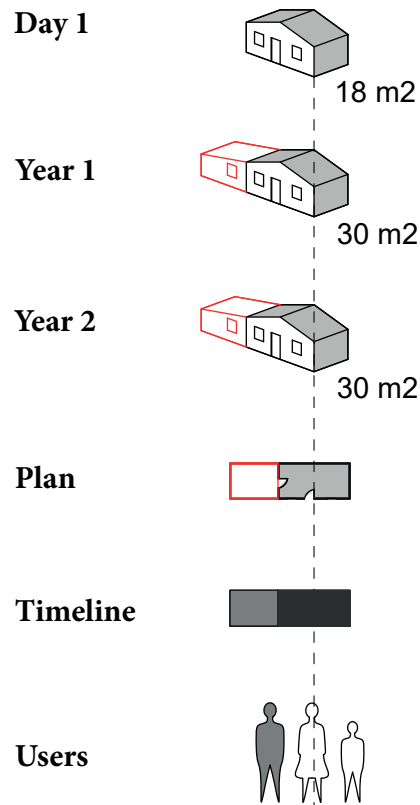 Day 1
18 m2
Year 1
30 m2
Year 2
30 m2
Plan
Timeline
Users